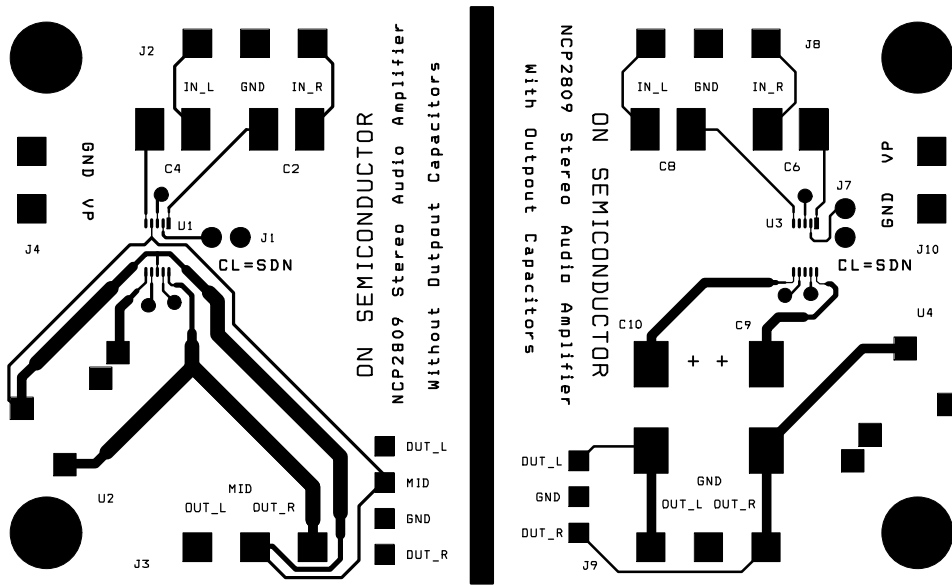 J2
IN_L GND IN_R
C4
C2
GND
VP
J4
U1
J1
CL=SDN
ON SEMICONDUCTOR
NCP2809 Stereo Audio Amplifier
Without Output Capacitors
U2
MID
OUT_L OUT_R
J3
OUT_L
MID
GND
OUT_R
NCP2809 Stereo Audio Amplifier
With Outpout Capacitors
ON SEMICONDUCTOR
J8
IN_L GND IN_R
C8
C6
VP
GND
J7
U3
J10
CL=SDN
C10
C9
U4
+ +
OUT_L
GND
OUT_R
GND
OUT_L OUT_R
J9